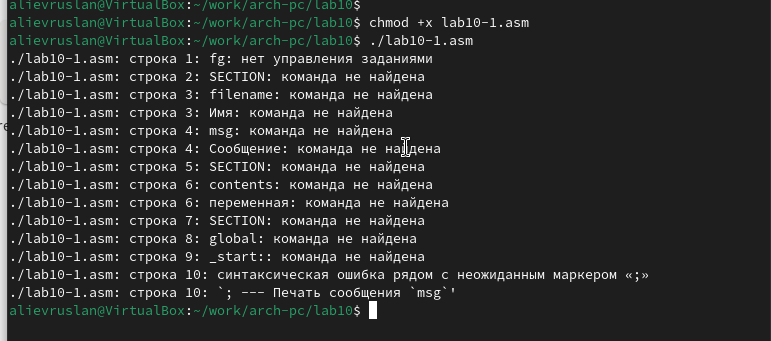 alievruslan@VirtualBox:~/work/arch-pc/lab10$
alievruslan@VirtualBox:~/work/arch-pc/lab10$ chmod +x lab10-1.asm
alievruslan@VirtualBox:~/work/arch-pc/lab10$ ./lab10-1.asm
./lab10-1.asm: строка 1: fg: нет управления заданиями
./lab10-1.asm: строка 2: SECTION: команда не найдена
./lab10-1.asm: строка 3: filename: команда не найдена
./lab10-1.asm: строка 3: Имя: команда не найдена
./lab10-1.asm: строка 4: msg: команда не найдена
./lab10-1.asm: строка 4: Сообщение: команда не найдена
./lab10-1.asm: строка 5: SECTION: команда не найдена
./lab10-1.asm: строка 6: contents: команда не найдена
./lab10-1.asm: строка 6: переменная: команда не найдена
./lab10-1.asm: строка 7: SECTION: команда не найдена
./lab10-1.asm: строка 8: global: команда не найдена
./lab10-1.asm: строка 9: _start:: команда не найдена
./lab10-1.asm: строка 10: синтаксическая ошибка рядом с неожиданным маркером «;»
./lab10-1.asm: строка 10: `; --- Печать сообщения `msg`'
alievruslan@VirtualBox:~/work/arch-pc/lab10$